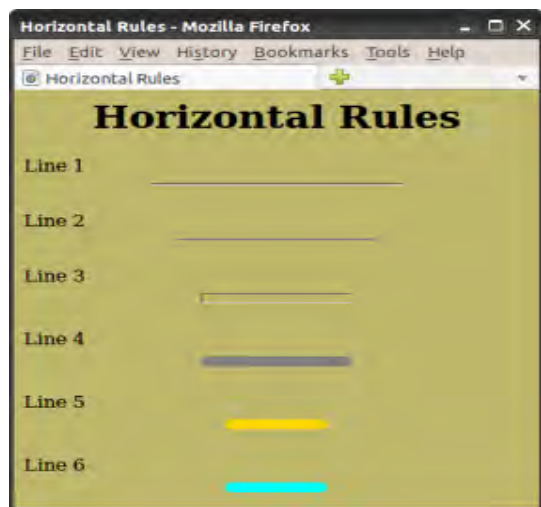 Horizontal Rules - Mozilla Firefox
File Edit View History Bookmarks Tools Help
Horizontal Rules
Horizontal Rules
Line 1
Line 2
Line 3
Line 4
Line 5
Line 6